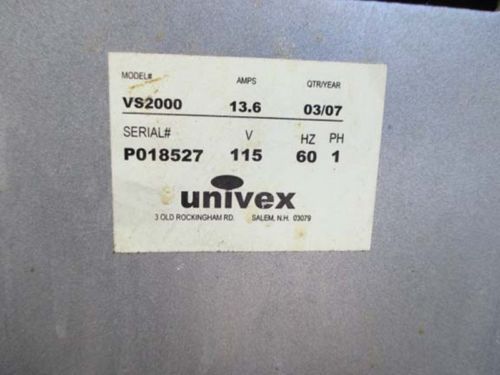 MODEL# AMPS QTR/YEAR
VS2000 13.6 03/07
SERIAL# V HZ PH
P018527 115 60 1
univex
3 OLD ROCKINGHAM RD. SALEM, N.H. 03079